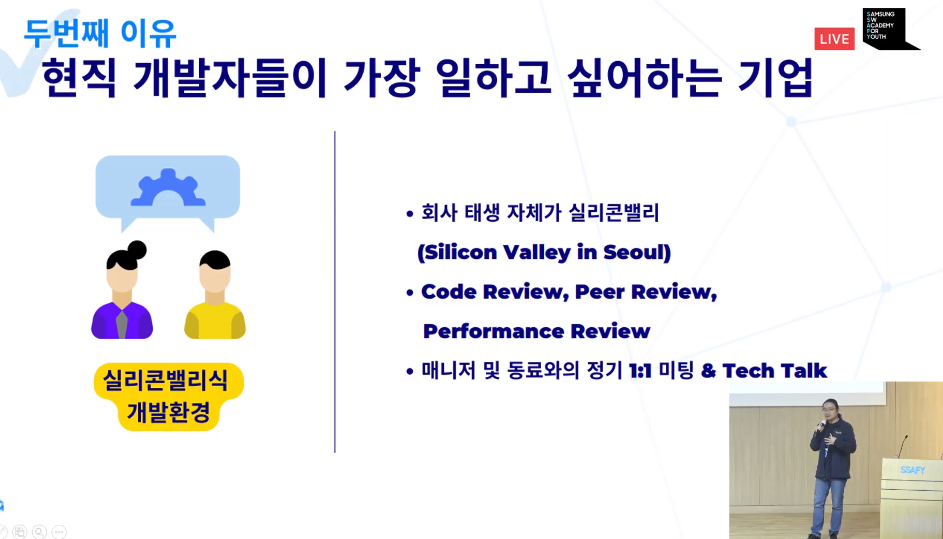 두번째 이유
현직 개발자들이 가장 일하고 싶어하는 기업
LIVE
SAMSUNG
SW
ACADEMY
FOR
YOUTH
• 회사 태생 자체가 실리콘밸리
(Silicon Valley in Seoul)
• Code Review, Peer Review,
Performance Review
• 매니저 및 동료와의 정기 1:1 미팅 & Tech Talk
실리콘밸리식
개발환경
SSAFY